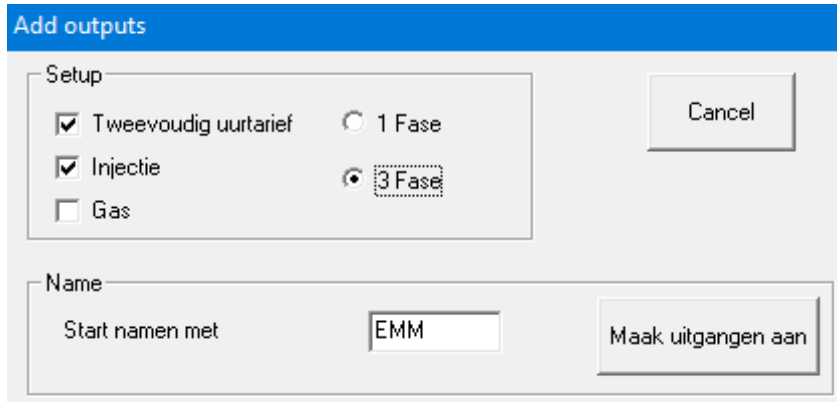 Add outputs
Setup
Tweevoudig uurtarief
1 Fase
Cancel
Injectie
3 Fase
Gas
Name
Start namen met
EMM
Maak uitgangen aan